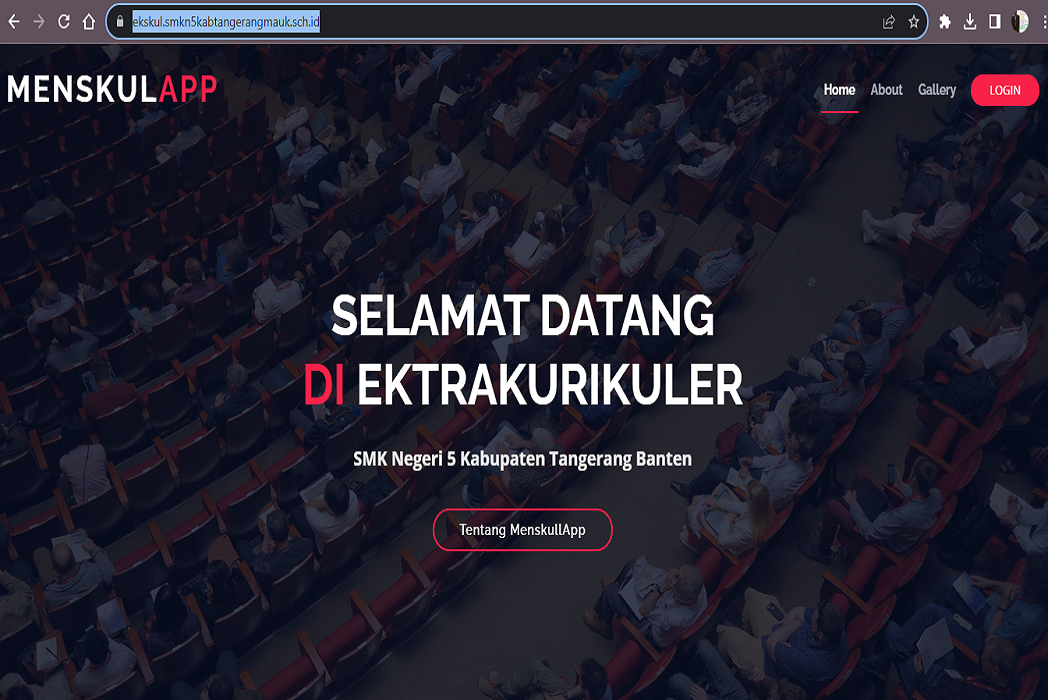 ekskul.smkn5kabtangerangmauk.sch.id
MENSKULAPP
Home About Gallery LOGIN
SELAMAT DATANG
DI EKTRAKURIKULER
SMK Negeri 5 Kabupaten Tangerang Banten
Tentang MenskullApp